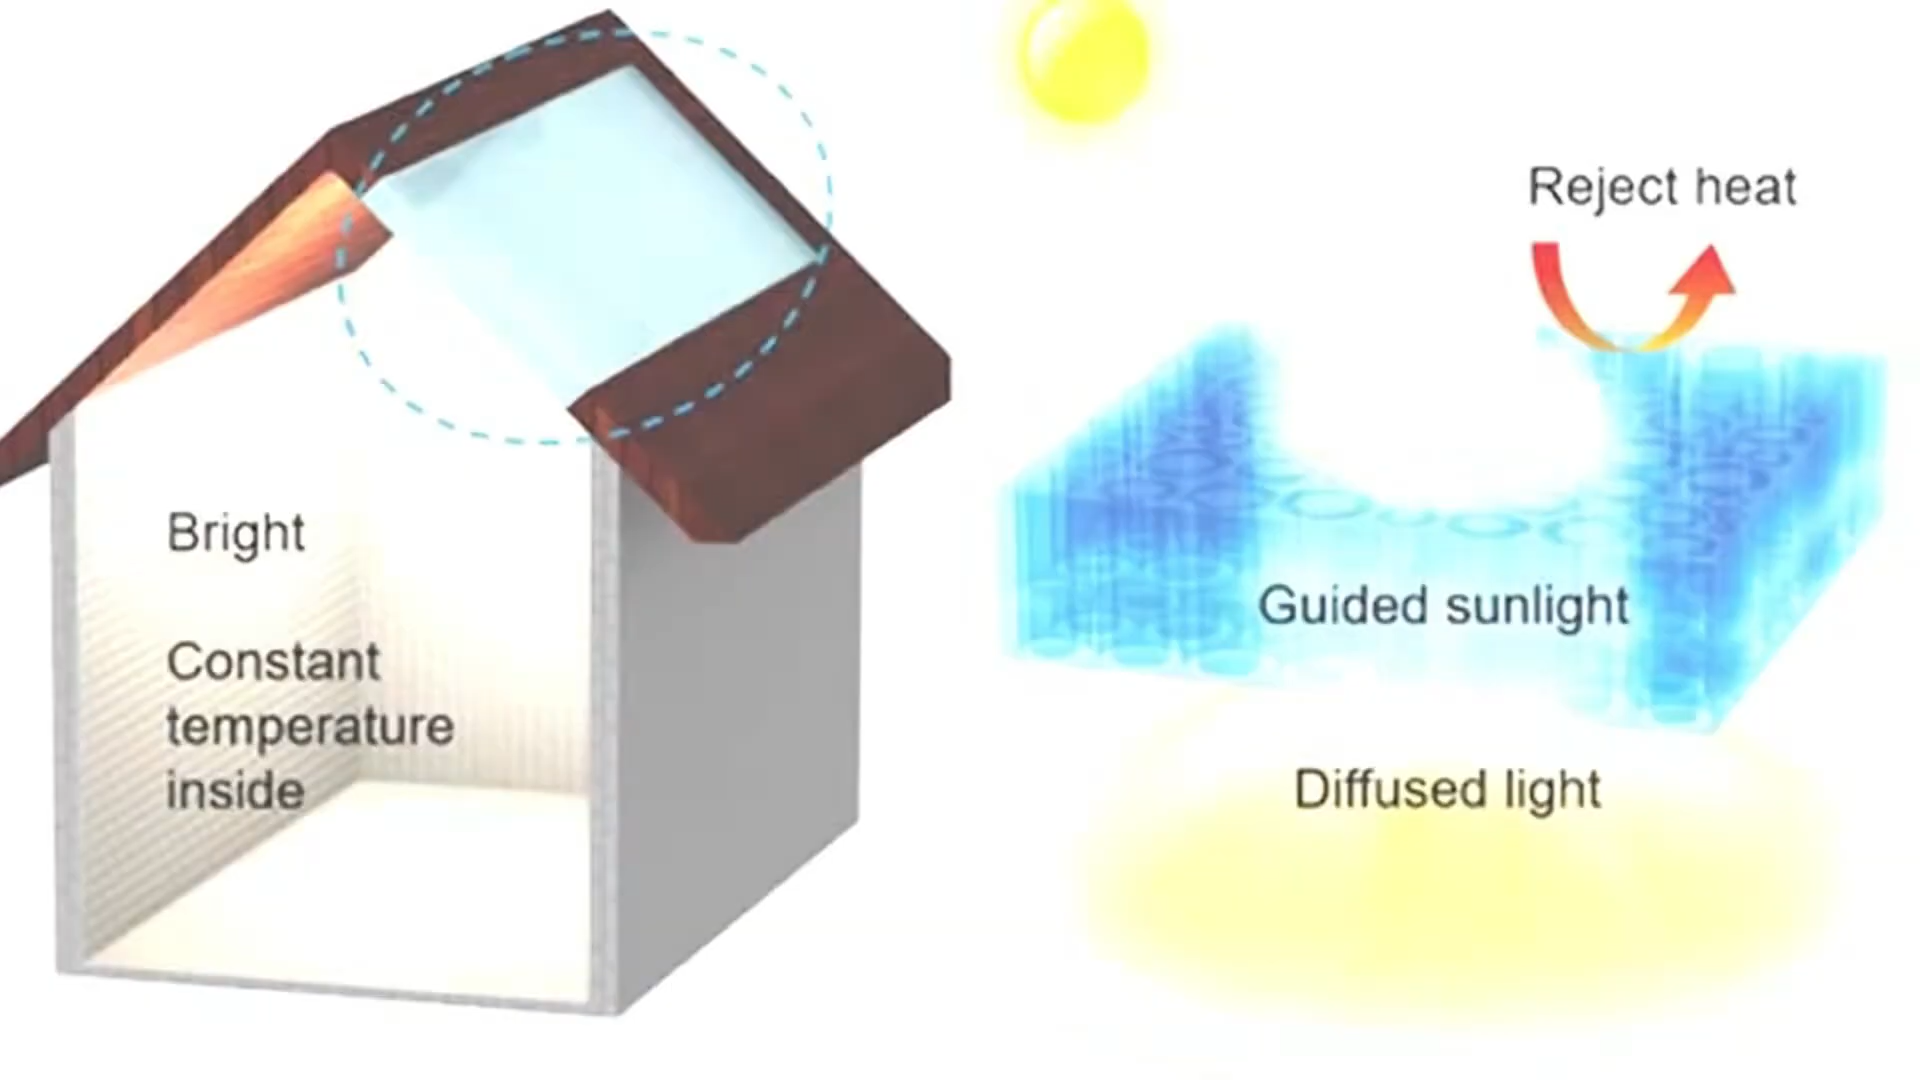 Reject heat
Bright
Guided sunlight
Constant
temperature
inside
Diffused light